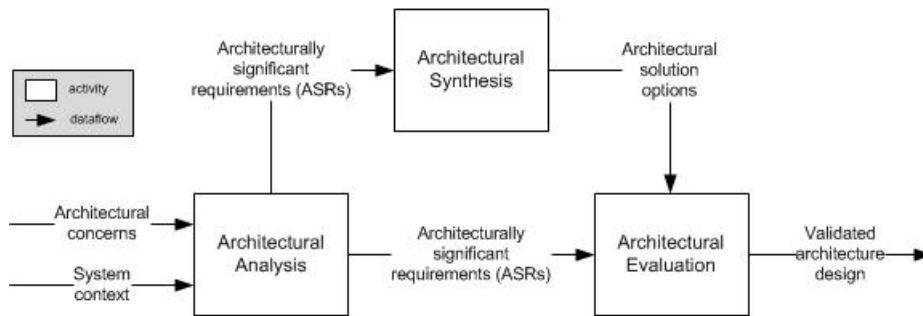 Architecturally
significant
requirements (ASRs)
Architectural
Synthesis
Architectural
solution
options
activity
dataflow
Architectural
concerns
System
context
Architectural
Analysis
Architecturally
significant
requirements (ASRs)
Architectural
Evaluation
Validated
architecture
design